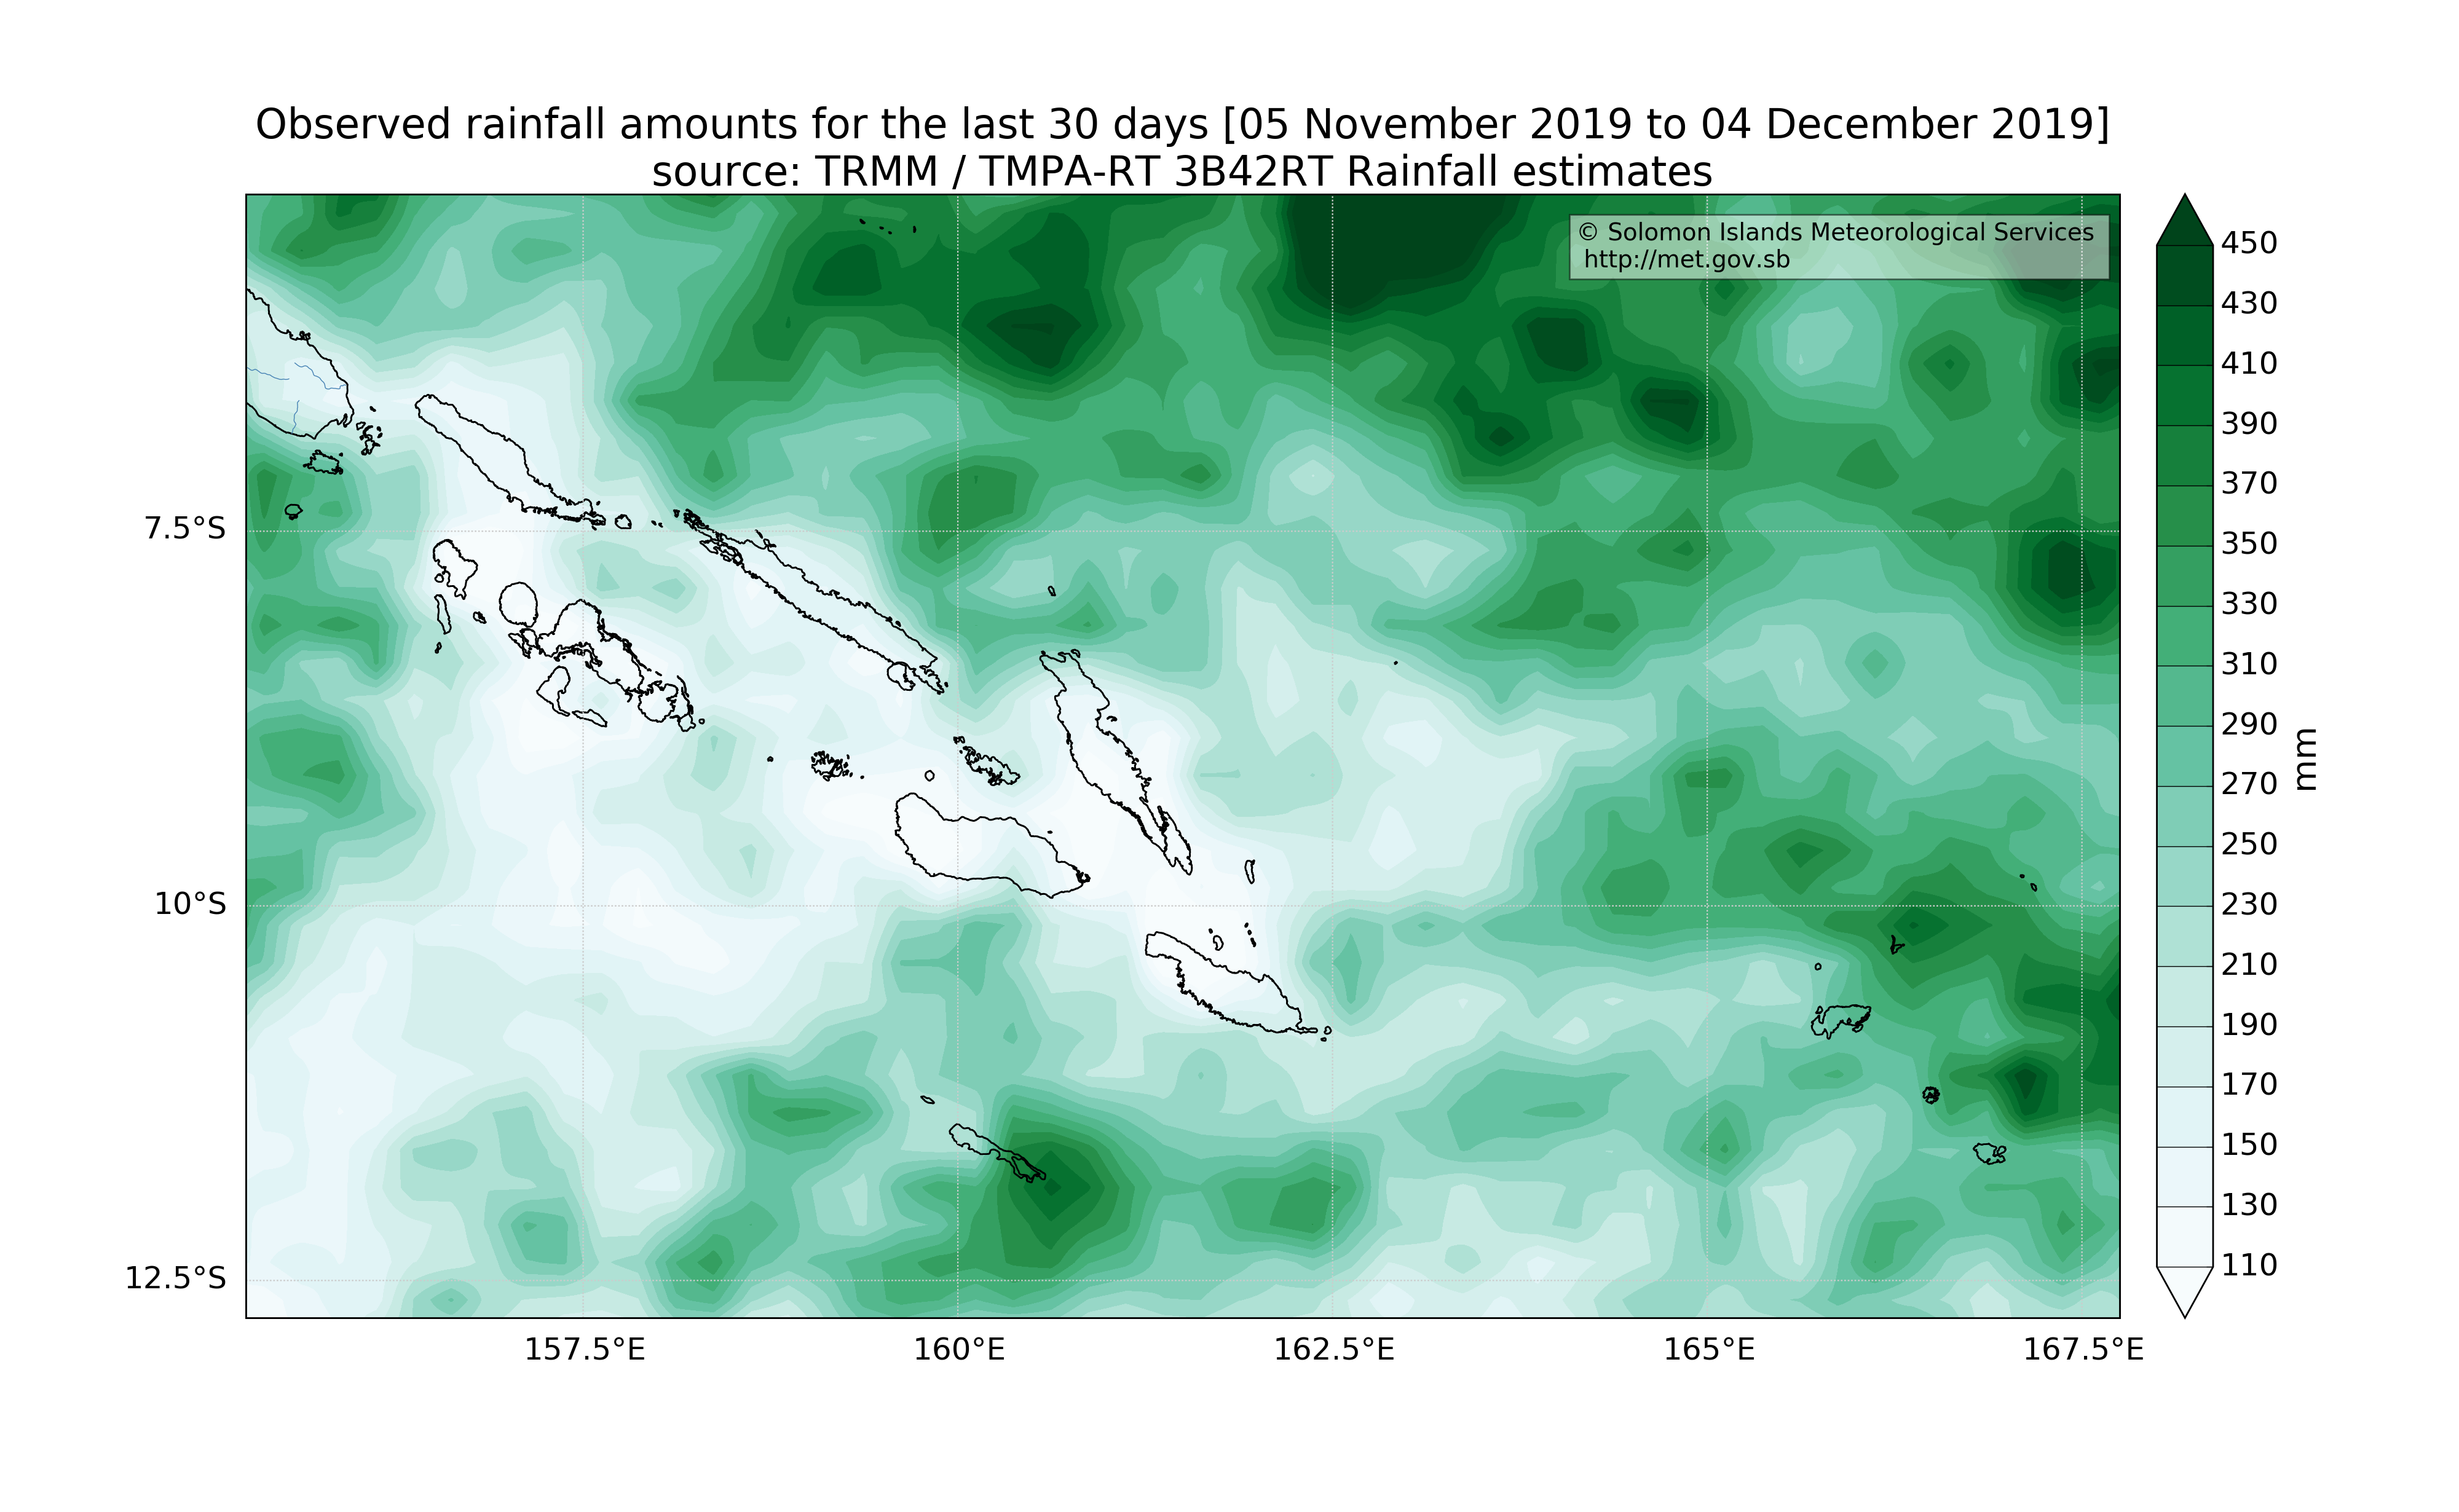 Observed rainfall amounts for the last 30 days [05 November 2019 to 04 December 2019]
source: TRMM / TMPA-RT 3B42RT Rainfall estimates
© Solomon Islands Meteorological Services
http://met.gov.sb
7.5°S
10°S
12.5°S
157.5°E
160°E
162.5°E
165°E
167.5°E
450
430
410
390
370
350
330
310
290
270
250
230
210
190
170
150
130
110
mm